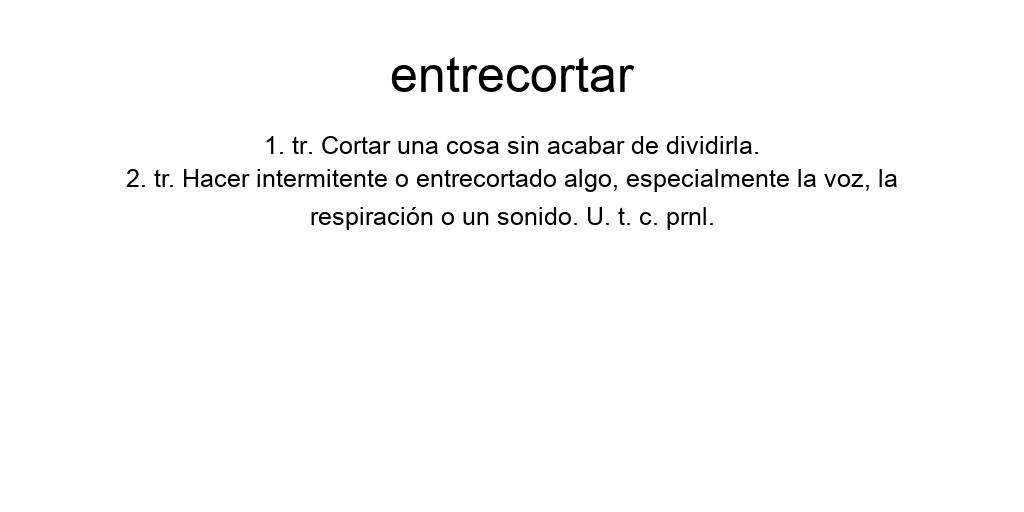 entrecortar
1. tr. Cortar una cosa sin acabar de dividirla.
2. tr. Hacer intermitente o entrecortado algo, especialmente la voz, la
respiración o un sonido. U. t. c. prnl.